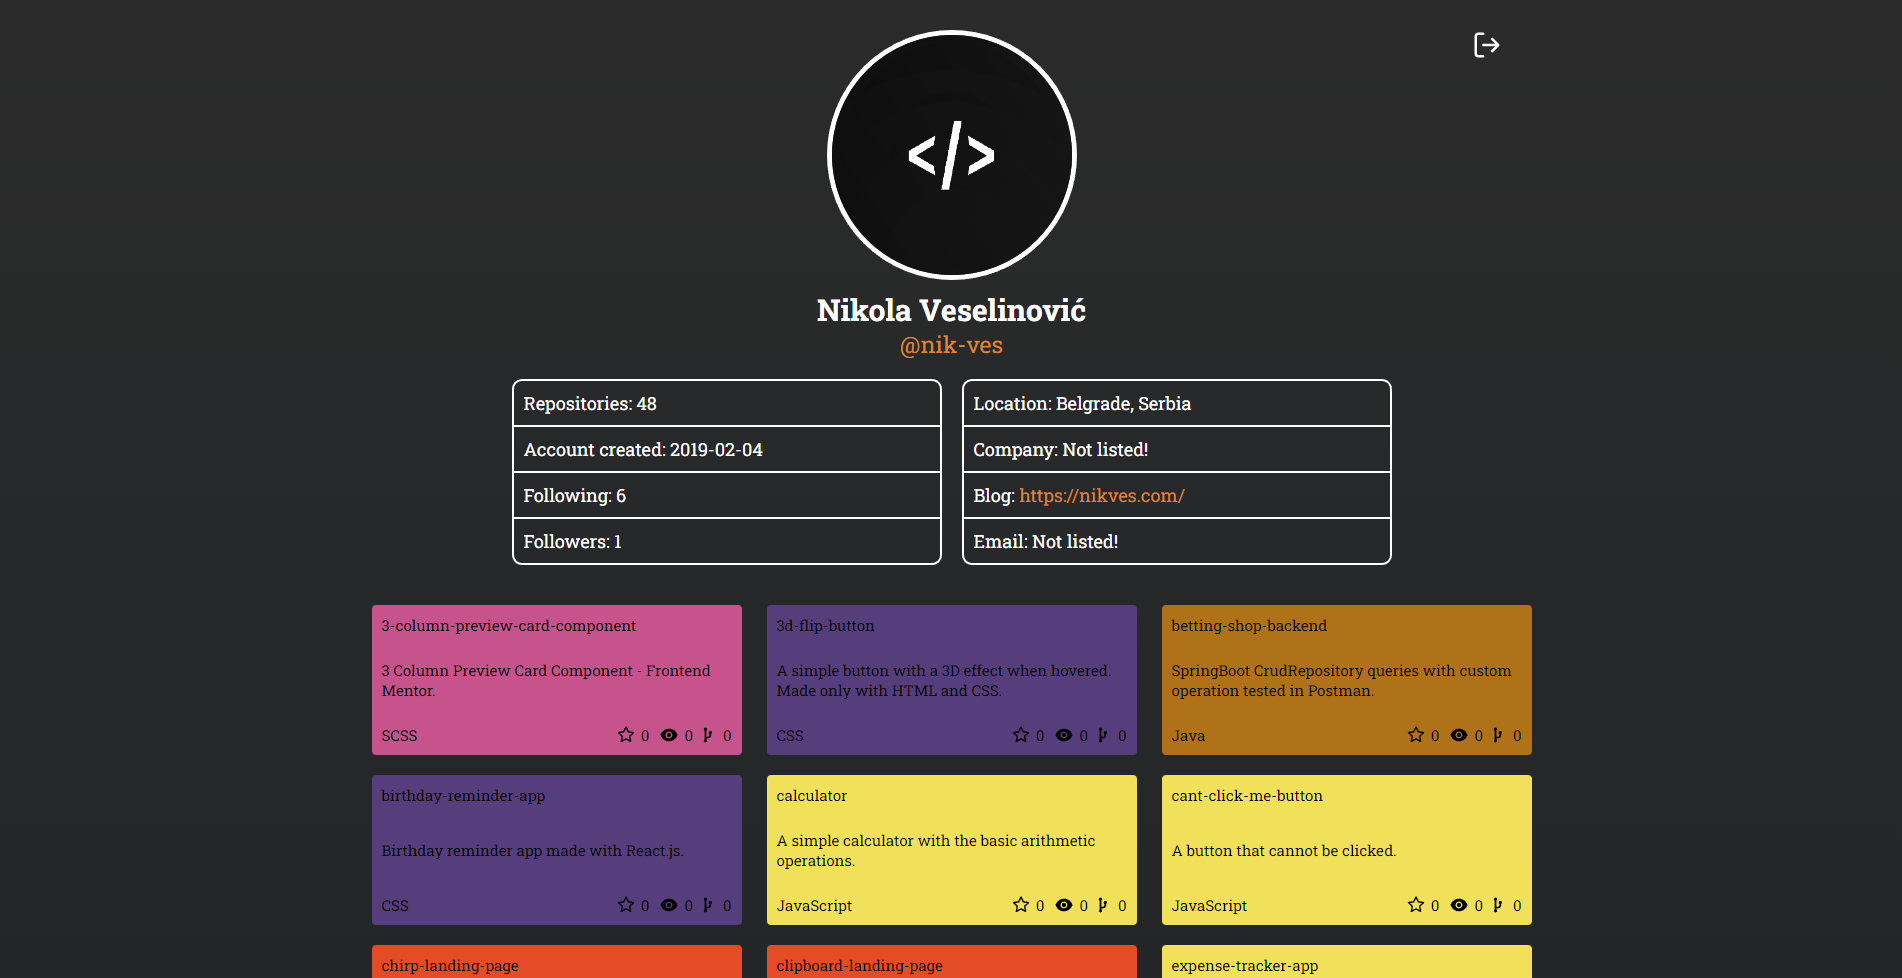 </>
Nikola Veselinović
@nik-ves
Repositories: 48
Account created: 2019-02-04
Following: 6
Followers: 1
Location: Belgrade, Serbia
Company: Not listed!
Blog: https://nikves.com/
Email: Not listed!
3-column-preview-card-component
3 Column Preview Card Component - Frontend
Mentor.
SCSS 0 0 0
3d-flip-button
A simple button with a 3D effect when hovered.
Made only with HTML and CSS.
CSS 0 0 0
betting-shop-backend
SpringBoot CrudRepository queries with custom
operation tested in Postman.
Java 0 0 0
birthday-reminder-app
Birthday reminder app made with React.js.
CSS 0 0 0
calculator
A simple calculator with the basic arithmetic
operations.
JavaScript 0 0 0
cant-click-me-button
A button that cannot be clicked.
JavaScript 0 0 0
chirp-landing-page
clipboard-landing-page
expense-tracker-app